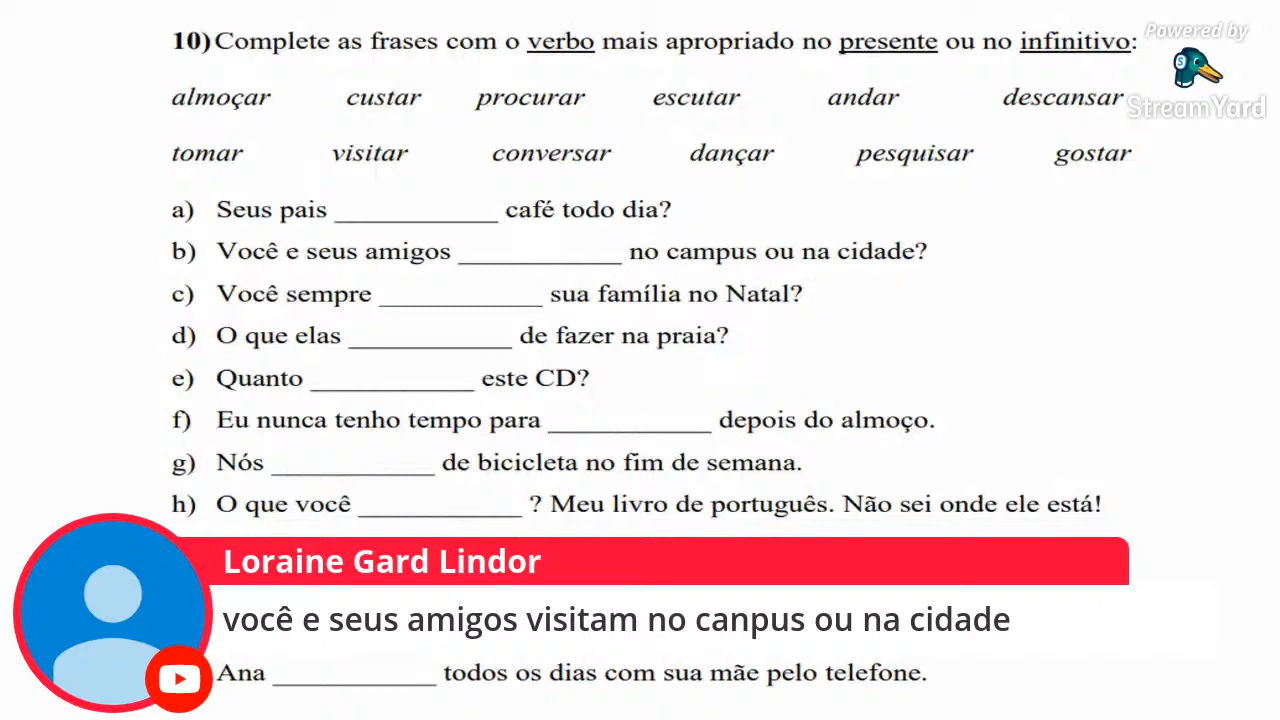 10) Complete as frases com o verbo mais apropriado no presente ou no infinitivo:
Powered by
StreamYard
almoçar custar procurar escutar andar descansar
tomar visitar conversar dançar pesquisar gostar
a) Seus pais ____________ café todo dia?
b) Você e seus amigos ____________ no campus ou na cidade?
c) Você sempre ____________ sua família no Natal?
d) O que elas ____________ de fazer na praia?
e) Quanto ____________ este CD?
f) Eu nunca tenho tempo para ____________ depois do almoço.
g) Nós ____________ de bicicleta no fim de semana.
h) O que você ____________ ? Meu livro de português. Não sei onde ele está!
Loraine Gard Lindor
você e seus amigos visitam no canpus ou na cidade
Ana ____________ todos os dias com sua mãe pelo telefone.